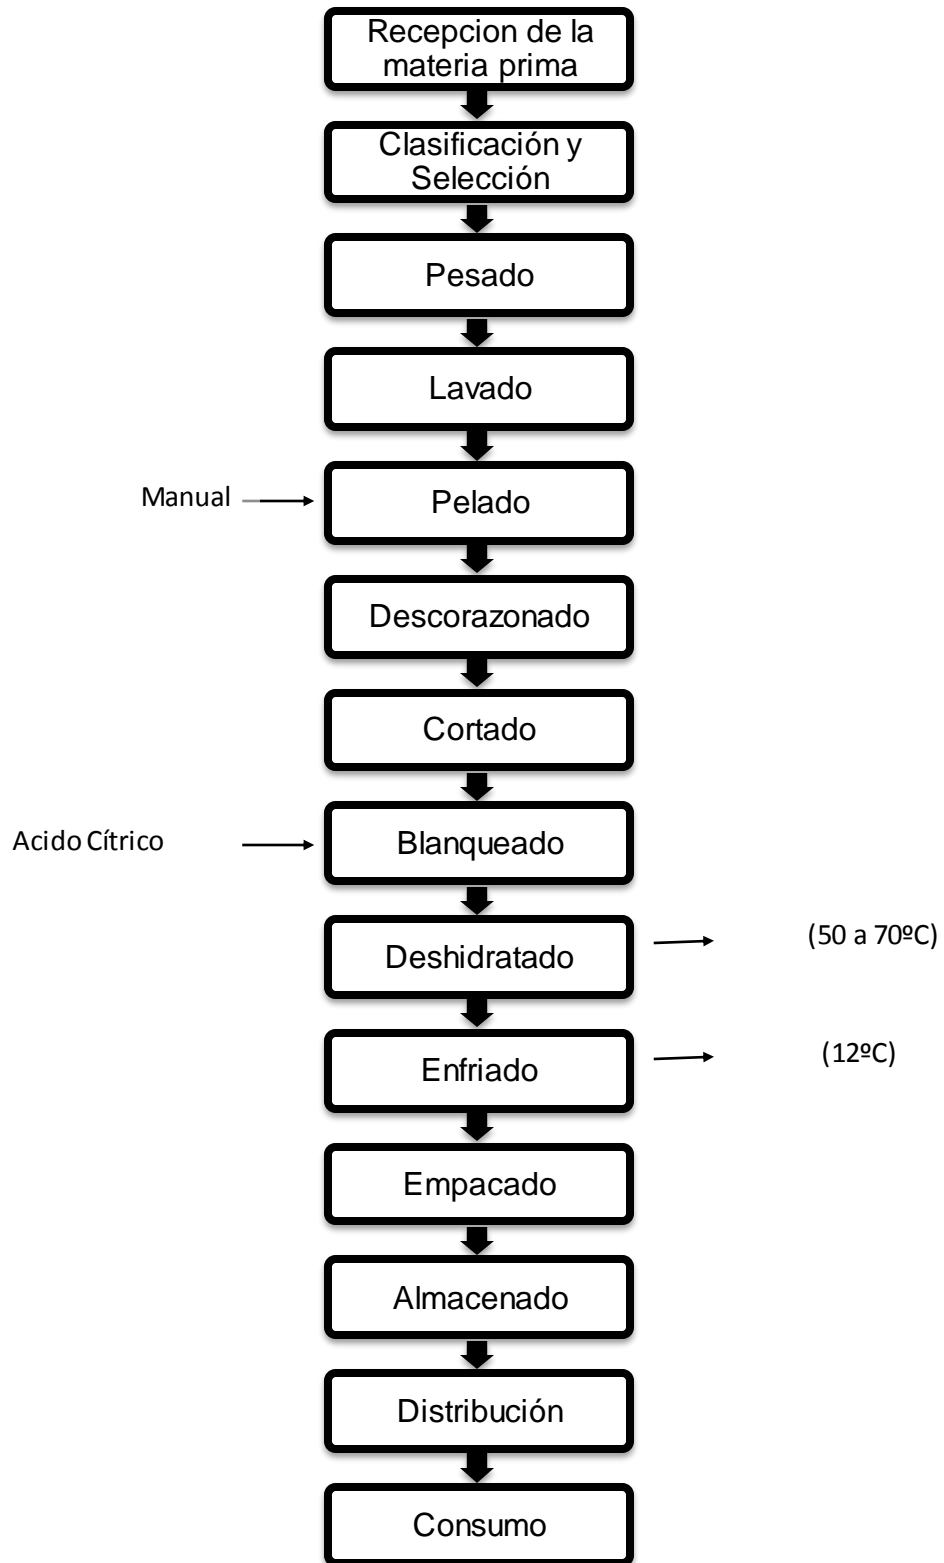 Recepcion de la
materia prima
Clasificación y
Selección
Pesado
Lavado
Manual
Pelado
Descorazonado
Cortado
Acido Cítrico
Blanqueado
Deshidratado
(50 a 70ºC)
Enfriado
(12ºC)
Empacado
Almacenado
Distribución
Consumo